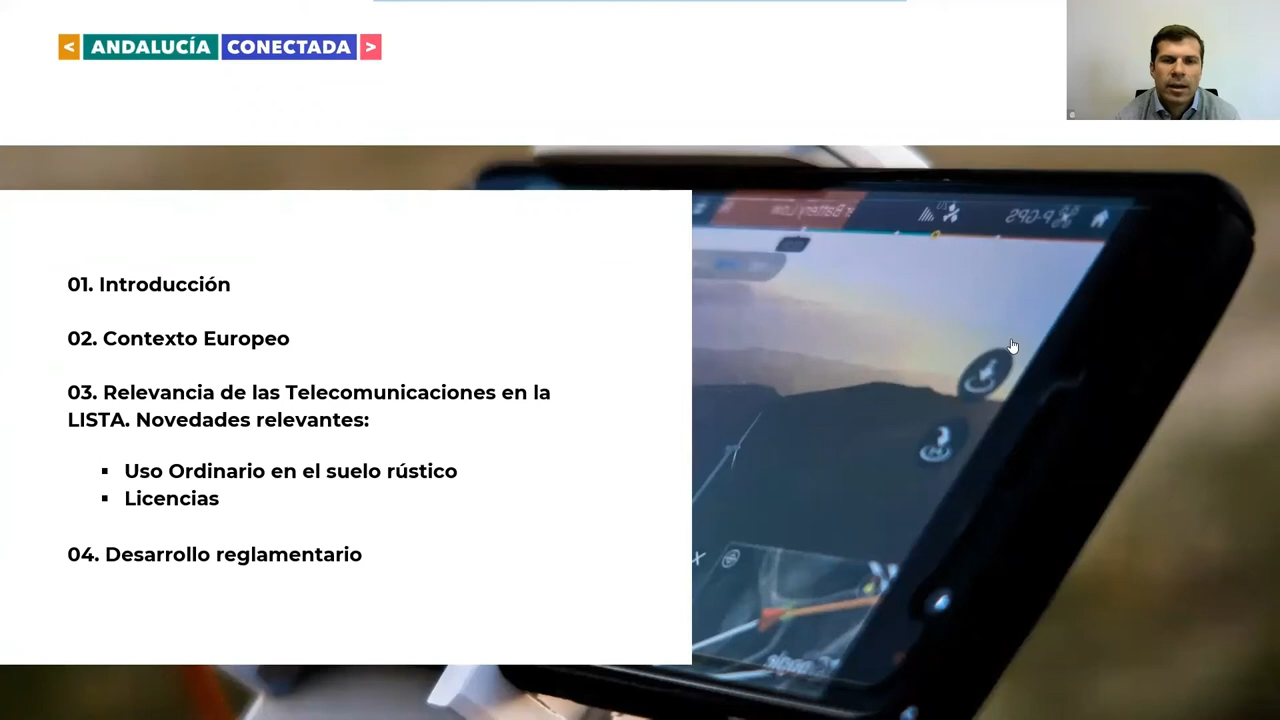 < ANDALUCÍA CONECTADA >
01. Introducción
02. Contexto Europeo
03. Relevancia de las Telecomunicaciones en la
LISTA. Novedades relevantes:
▪ Uso Ordinario en el suelo rústico
▪ Licencias
04. Desarrollo reglamentario